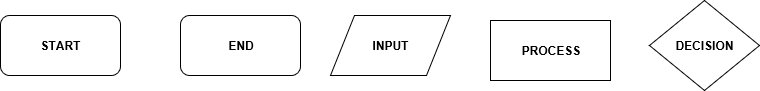 START
END
INPUT
PROCESS
DECISION